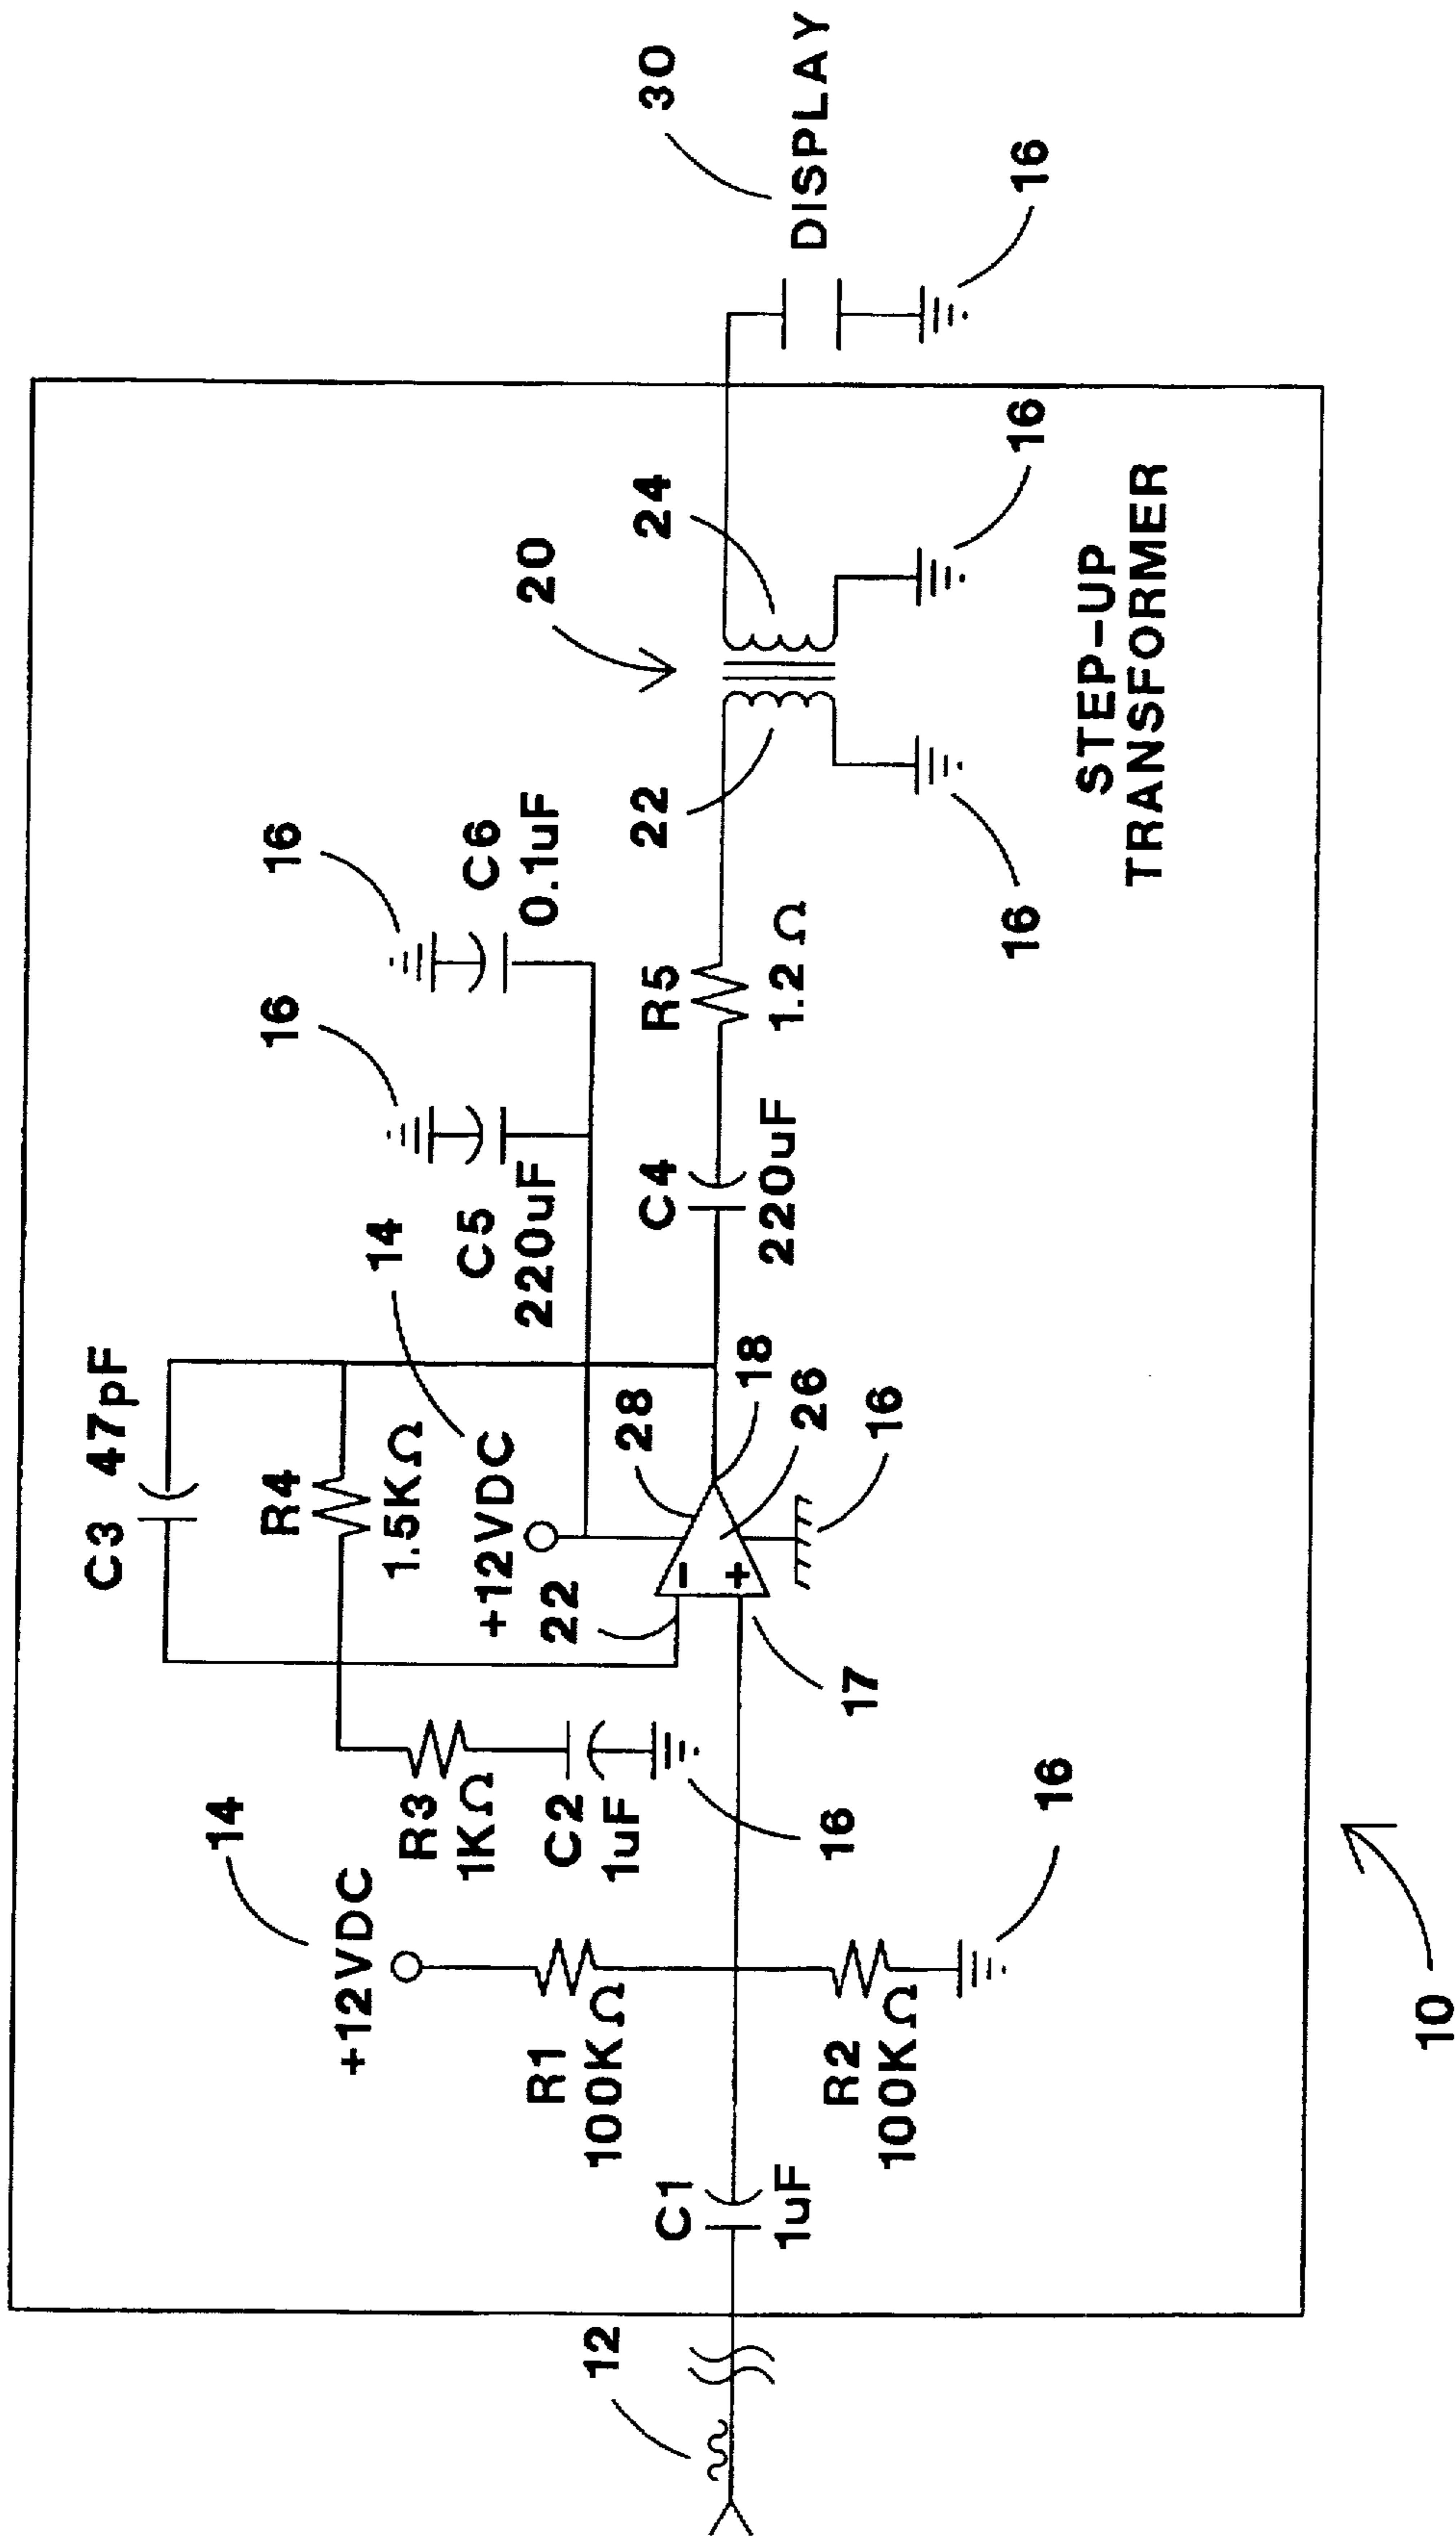 C3 47pF
R4
1.5KΩ
14
+12VDC
R3
1KΩ
C2
1uF
16
+12VDC
14
22
28
16
C5
220uF
16
C6
0.1uF
20
24
30
DISPLAY
12
C1
1uF
R1
100KΩ
R2
100KΩ
16
17
18
26
16
C4
220uF
R5
1.2Ω
22
16
16
16
STEP-UP
TRANSFORMER
10